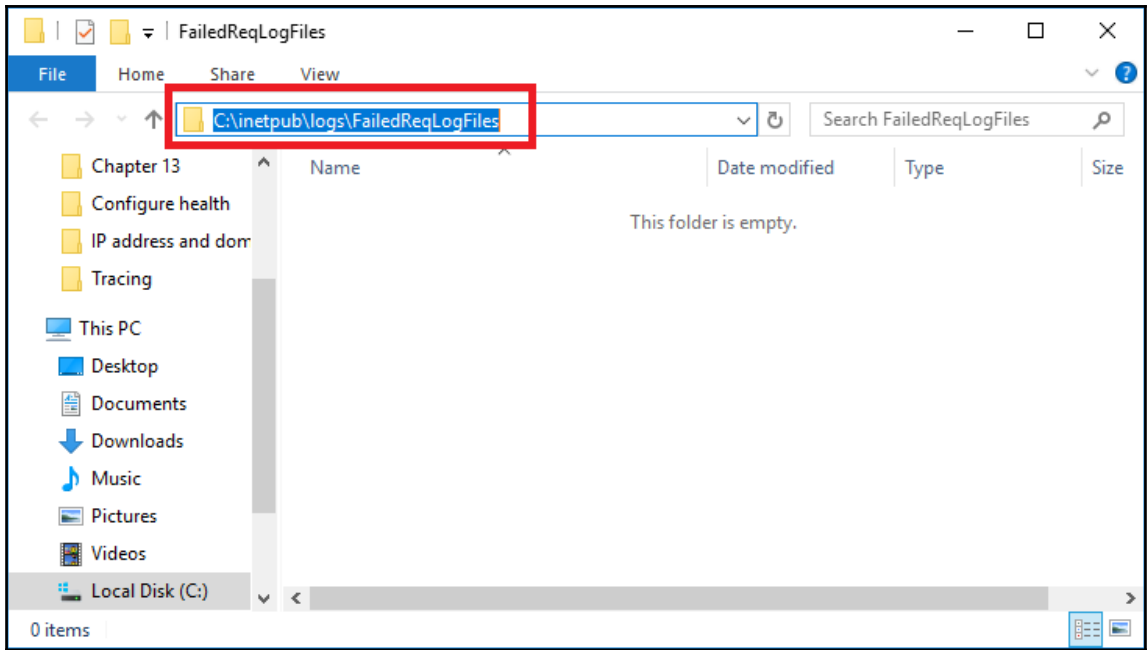 FailedReqLogFiles
File Home Share View
C:\inetpub\logs\FailedReqLogFiles
Search FailedReqLogFiles
Name Date modified Type Size
This folder is empty.
Chapter 13
Configure health
IP address and dom
Tracing
This PC
Desktop
Documents
Downloads
Music
Pictures
Videos
Local Disk (C:)
0 items